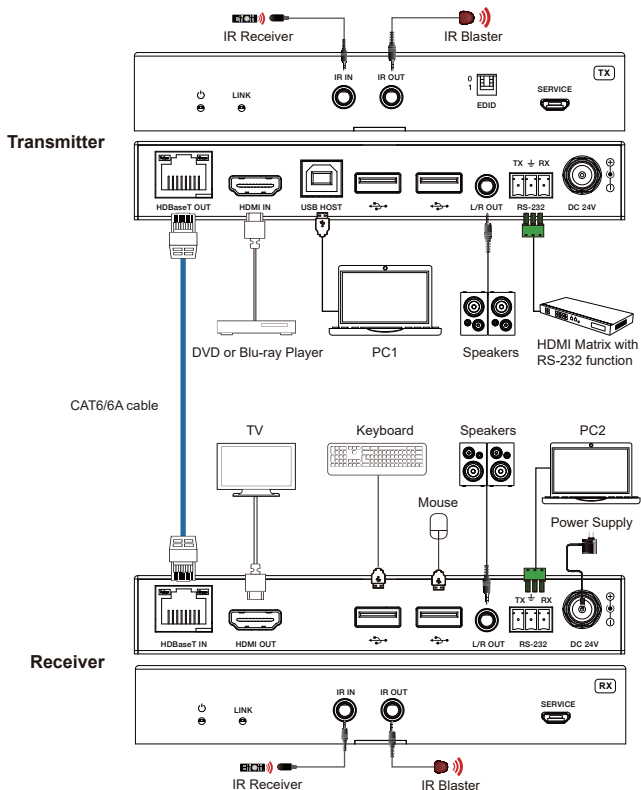 IR Receiver
IR Blaster
IR IN
IR OUT
0
1
EDID
SERVICE
TX
LINK
Transmitter
TX
RX
HDBaseT OUT
HDMI IN
USB HOST
L/R OUT
RS-232
DC 24V
DVD or Blu-ray Player
PC1
Speakers
HDMI Matrix with
RS-232 function
CAT6/6A cable
TV
Keyboard
Speakers
PC2
Mouse
Power Supply
TX
RX
HDBaseT IN
HDMI OUT
L/R OUT
RS-232
DC 24V
Receiver
LINK
IR IN
IR OUT
SERVICE
RX
IR Receiver
IR Blaster